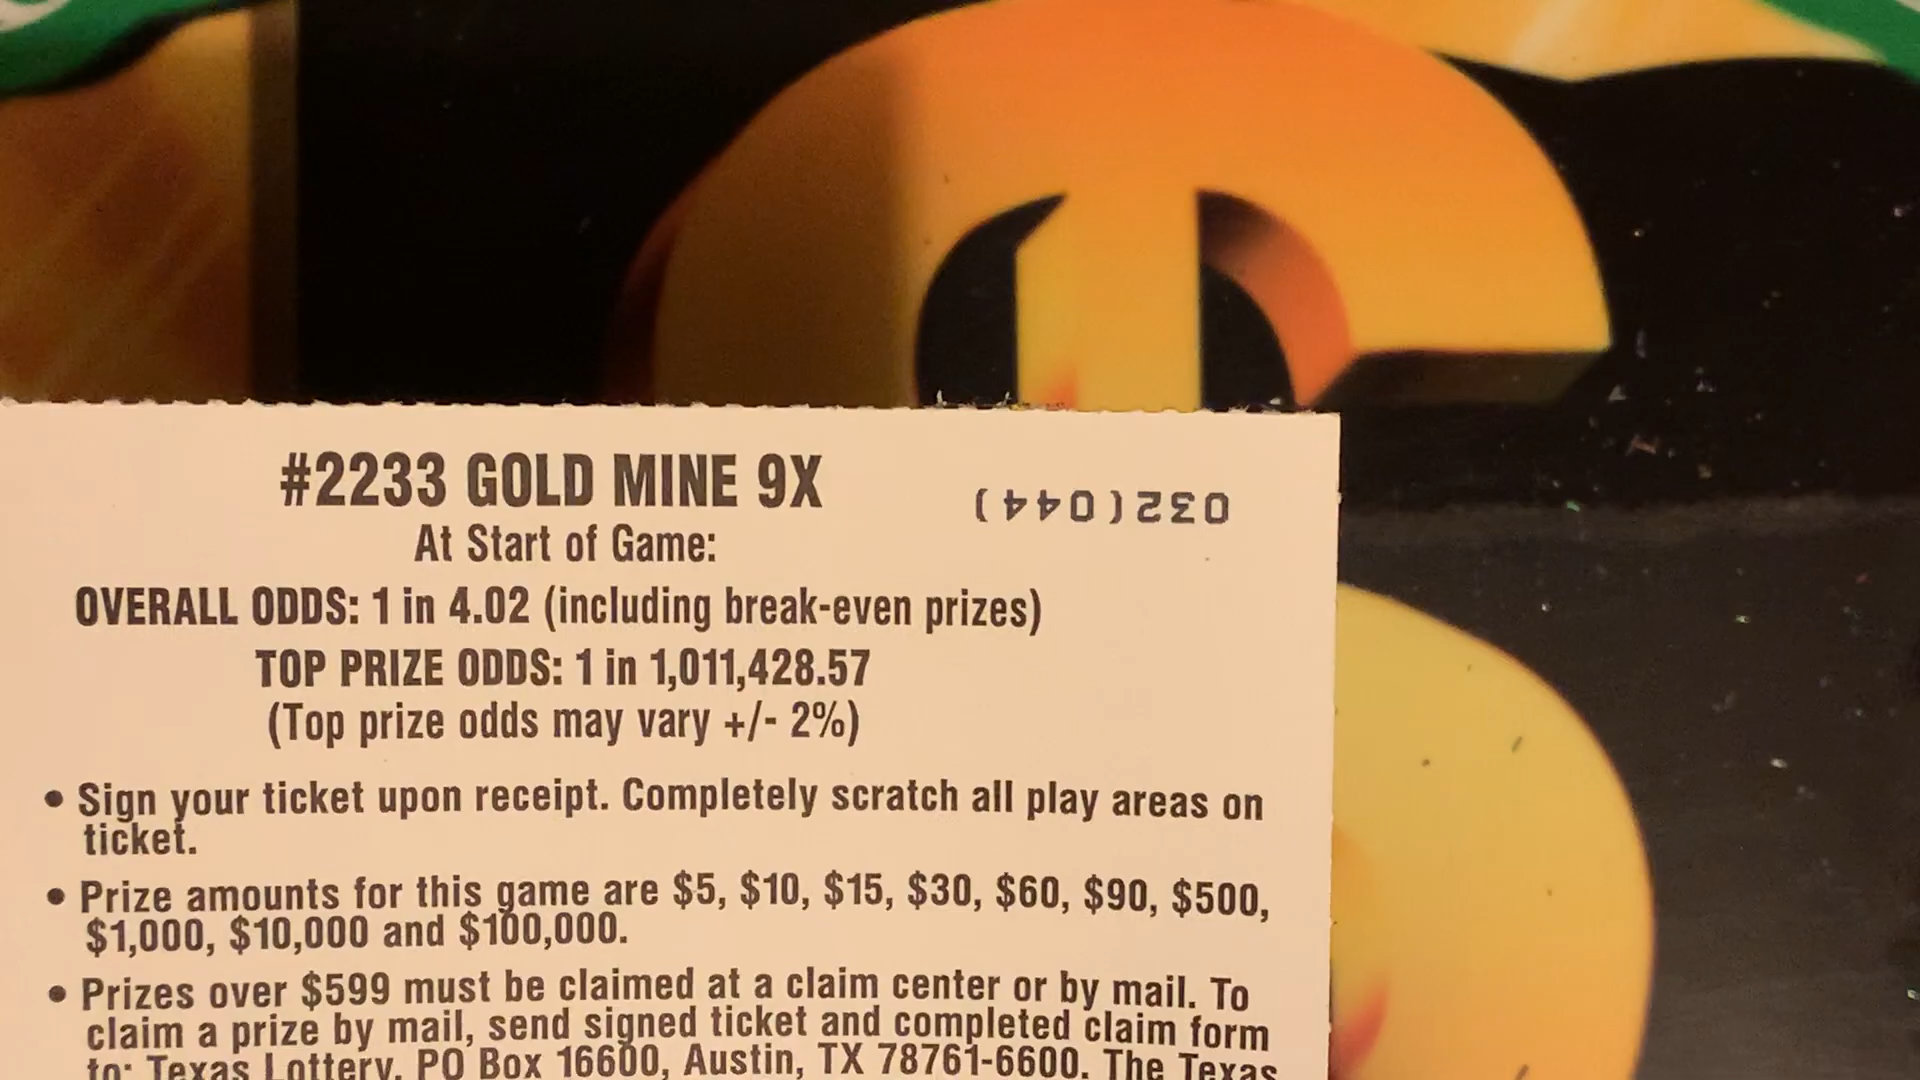 #2233 GOLD MINE 9X
032(044)
At Start of Game:
OVERALL ODDS: 1 in 4.02 (including break-even prizes)
TOP PRIZE ODDS: 1 in 1,011,428.57
(Top prize odds may vary +/- 2%)
• Sign your ticket upon receipt. Completely scratch all play areas on
ticket.
• Prize amounts for this game are $5, $10, $15, $30, $60, $90, $500,
$1,000, $10,000 and $100,000.
• Prizes over $599 must be claimed at a claim center or by mail. To
claim a prize by mail, send signed ticket and completed claim form
to: Texas Lottery, PO Box 16600, Austin, TX 78761-6600. The Texas